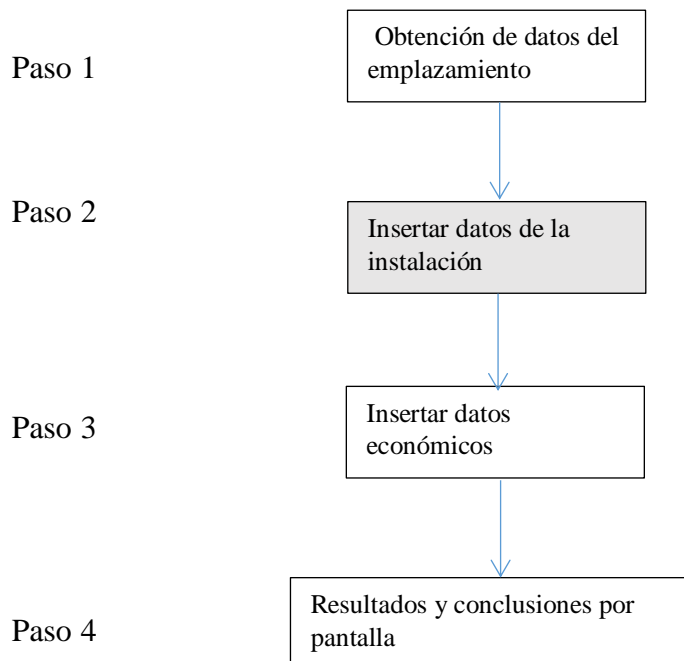 Paso 1
Obtención de datos del
emplazamiento
Paso 2
Insertar datos de la
instalación
Paso 3
Insertar datos
económicos
Paso 4
Resultados y conclusiones por
pantalla